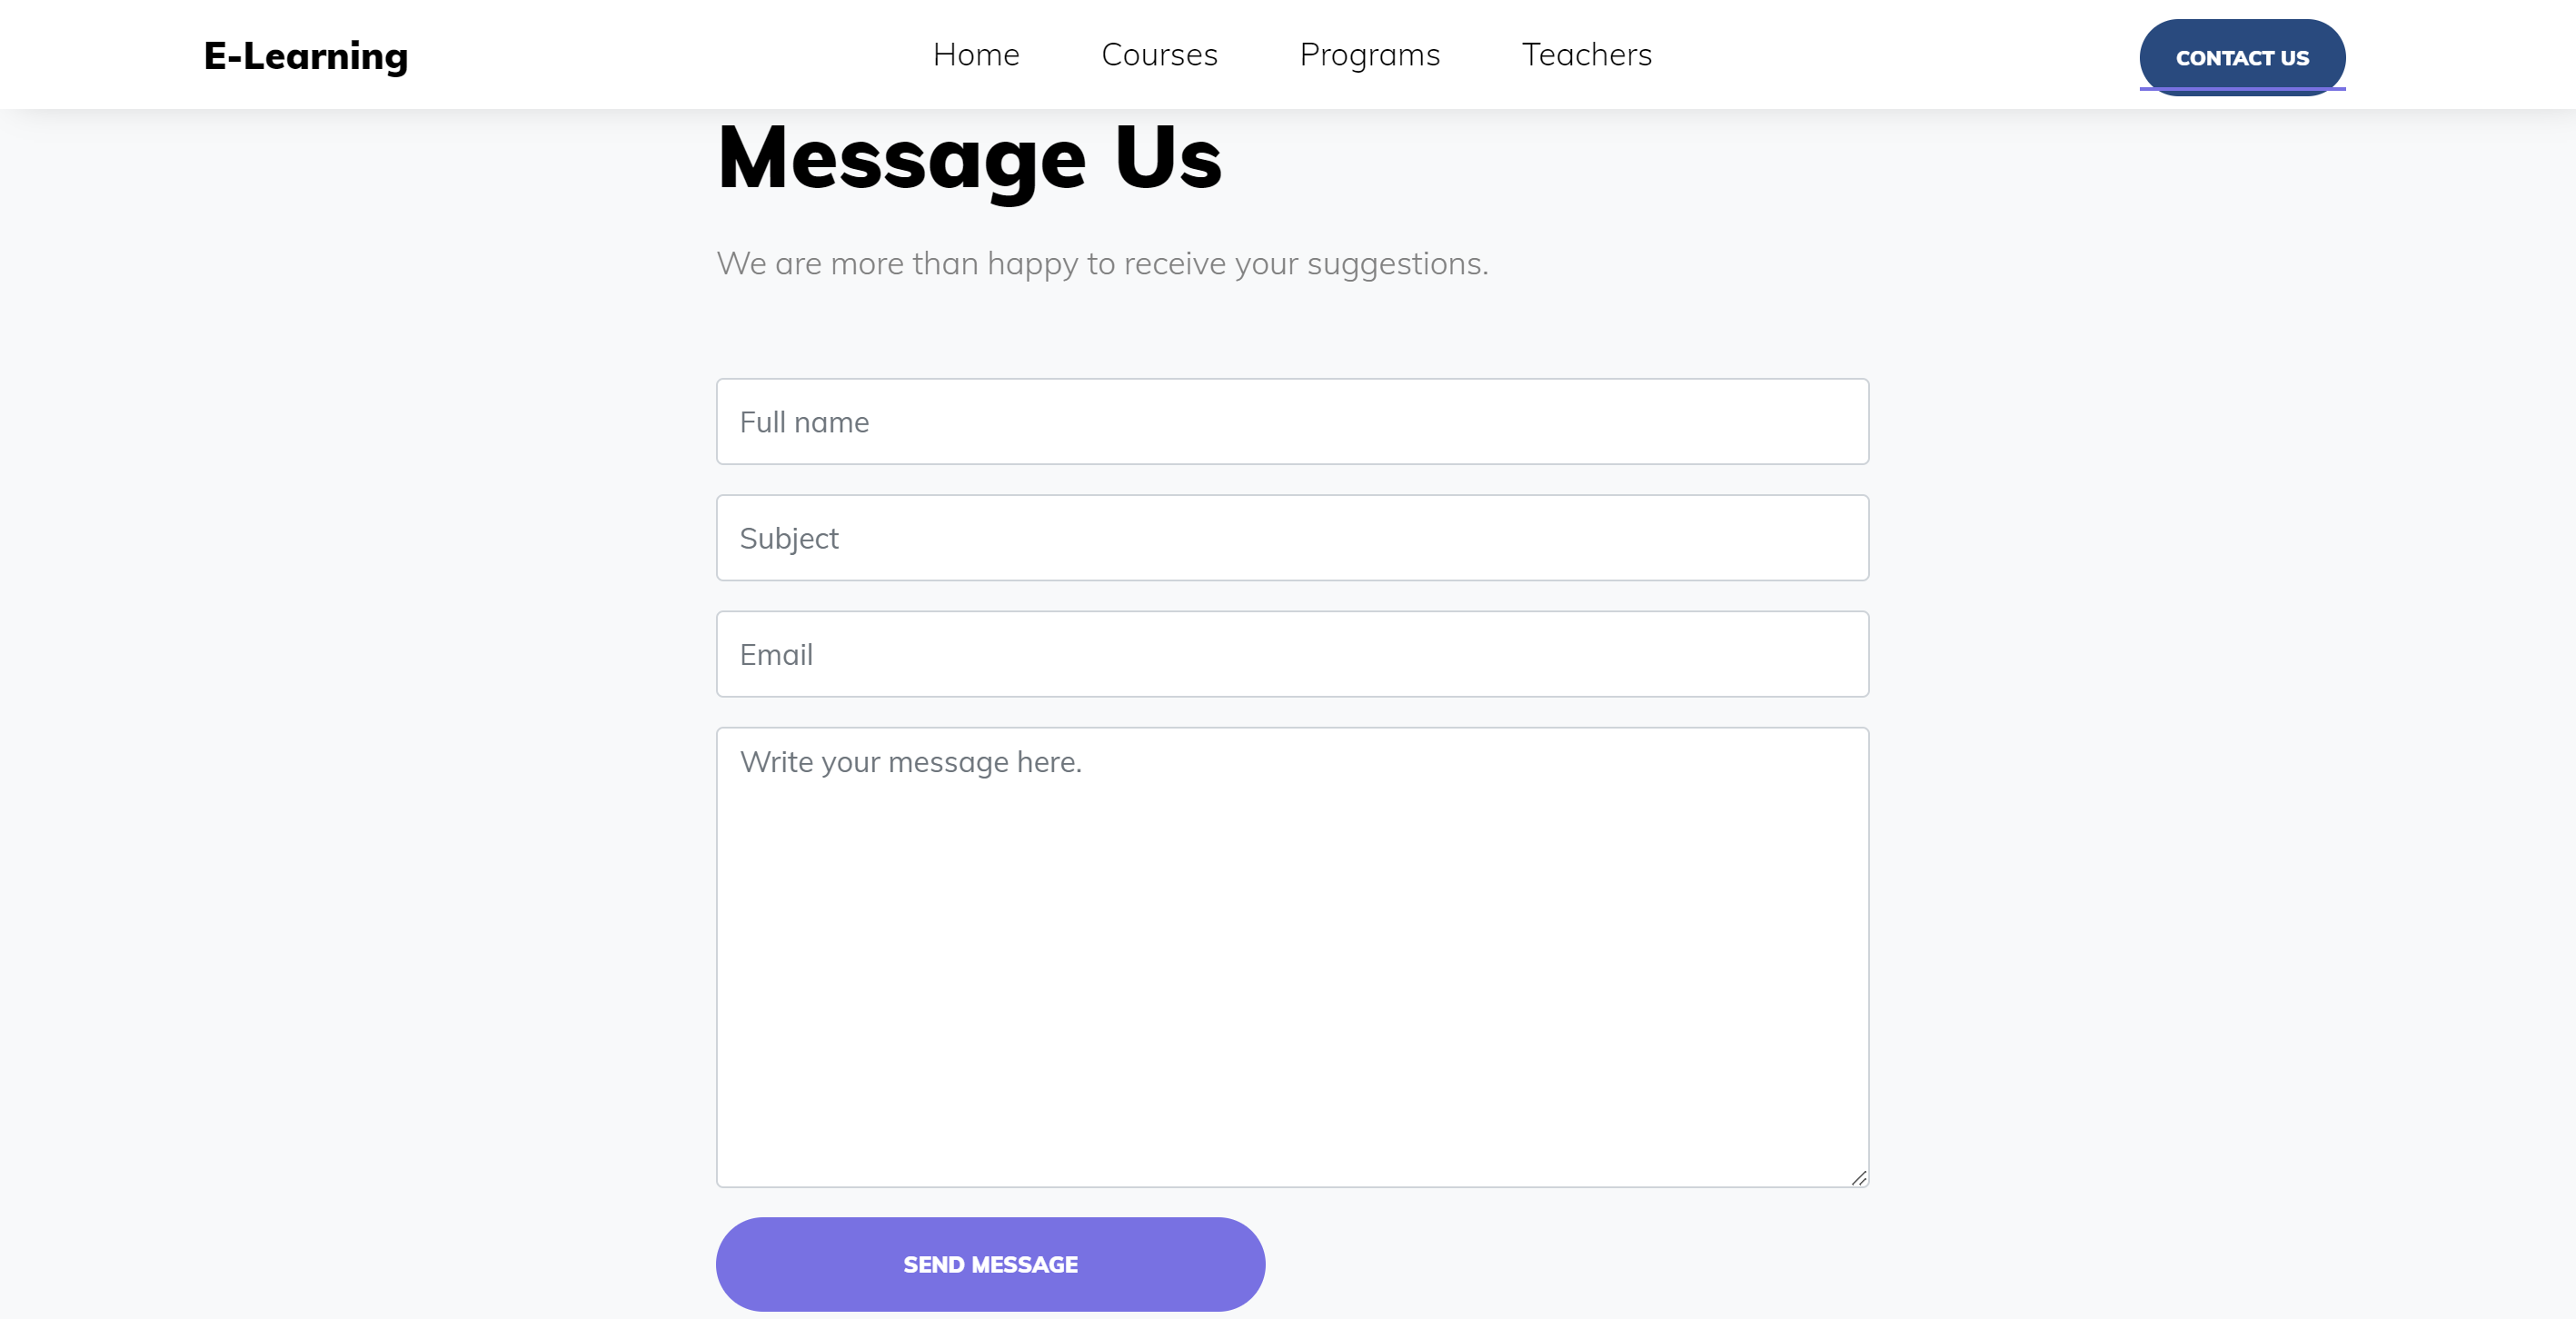 E-Learning
Home
Courses
Programs
Teachers
CONTACT US
Message Us
We are more than happy to receive your suggestions.
Full name
Subject
Email
Write your message here.
SEND MESSAGE